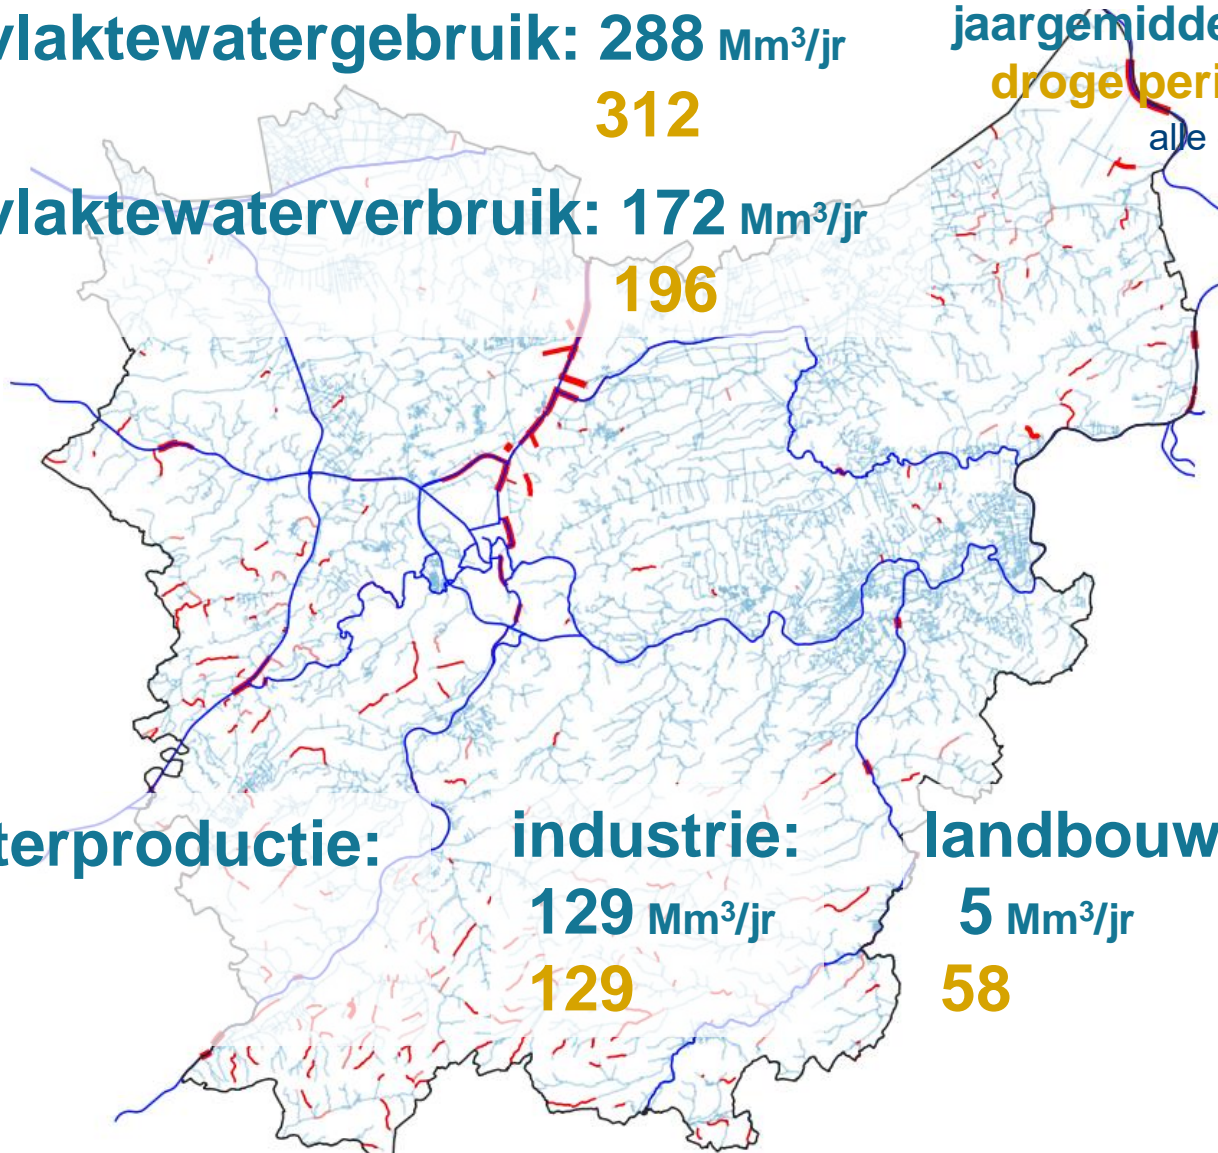 vlaktewatergebruik: 288 Mm³/jr
312
jaargemidde
droge peri
alle
vlaktewaterverbruik: 172 Mm³/jr
196
terproductie:
industrie:
129 Mm³/jr
129
landbouw
5 Mm³/jr
58